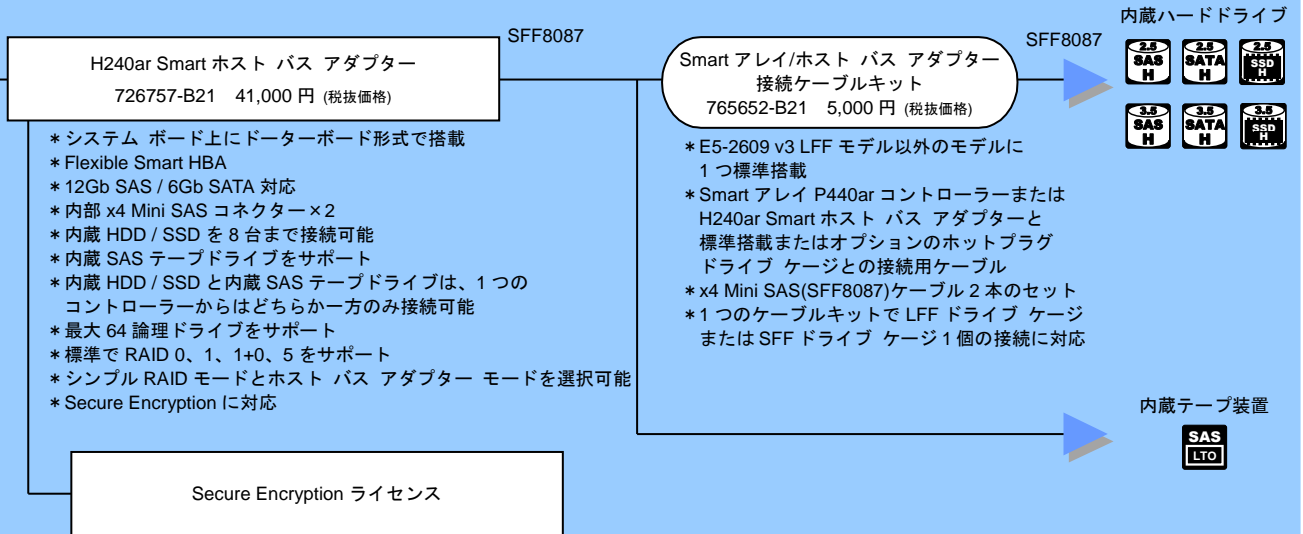 内蔵ハードドライブ
SFF8087
SFF8087
2.5 SAS H
2.5 SATA H
2.5 SSD H
3.5 SAS H
3.5 SATA H
3.5 SSD H
H240ar Smart ホスト バス アダプター
726757-B21 41,000 円 (税抜価格)
＊システム ボード上にドーターボード形式で搭載
＊Flexible Smart HBA
＊12Gb SAS / 6Gb SATA 対応
＊内部 x4 Mini SAS コネクター×2
＊内蔵 HDD / SSD を 8 台まで接続可能
＊内蔵 SAS テープドライブをサポート
＊内蔵 HDD / SSD と内蔵 SAS テープドライブは、1 つの
コントローラーからはどちらか一方のみ接続可能
＊最大 64 論理ドライブをサポート
＊標準で RAID 0、1、1+0、5 をサポート
＊シンプル RAID モードとホスト バス アダプター モードを選択可能
＊Secure Encryption に対応
Smart アレイ/ホスト バス アダプター
接続ケーブルキット
765652-B21 5,000 円 (税抜価格)
＊E5-2609 v3 LFF モデル以外のモデルに
1 つ標準搭載
＊Smart アレイ P440ar コントローラーまたは
H240ar Smart ホスト バス アダプターと
標準搭載またはオプションのホットプラグ
ドライブ ケージとの接続用ケーブル
＊x4 Mini SAS(SFF8087)ケーブル 2 本のセット
＊1 つのケーブルキットで LFF ドライブ ケージ
または SFF ドライブ ケージ 1 個の接続に対応
内蔵テープ装置
SAS
LTO
Secure Encryption ライセンス